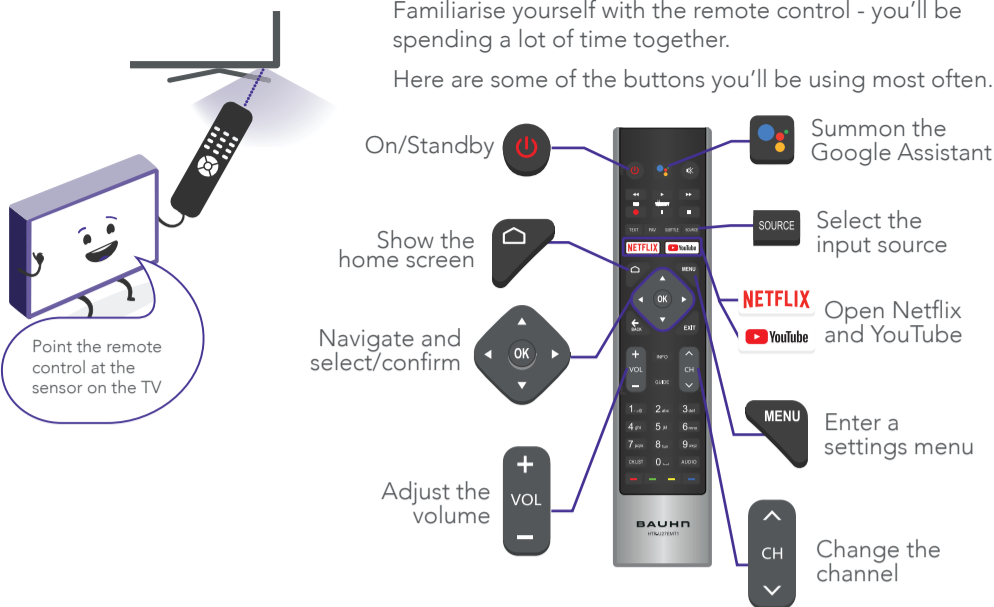 Familiarise yourself with the remote control - you'll be
spending a lot of time together.
Here are some of the buttons you'll be using most often.
On/Standby
Summon the
Google Assistant
Show the
home screen
SOURCE
Select the
input source
Navigate and
select/confirm
OK
NETFLIX
YouTube
Open Netflix
and YouTube
MENU
Enter a
settings menu
Adjust the
volume
+
VOL
-
CH
Change the
channel
Point the remote
control at the
sensor on the TV
TEXT FAV SUBTITLE SOURCE
NETFLIX YouTube
MENU
OK
BACK EXIT
+
VOL INFO CH
- GUIDE
1 2 abc 3 def
4 ghi 5 jkl 6 mno
7 8 9
CH.LIST 0 AUDIO
BAUHN